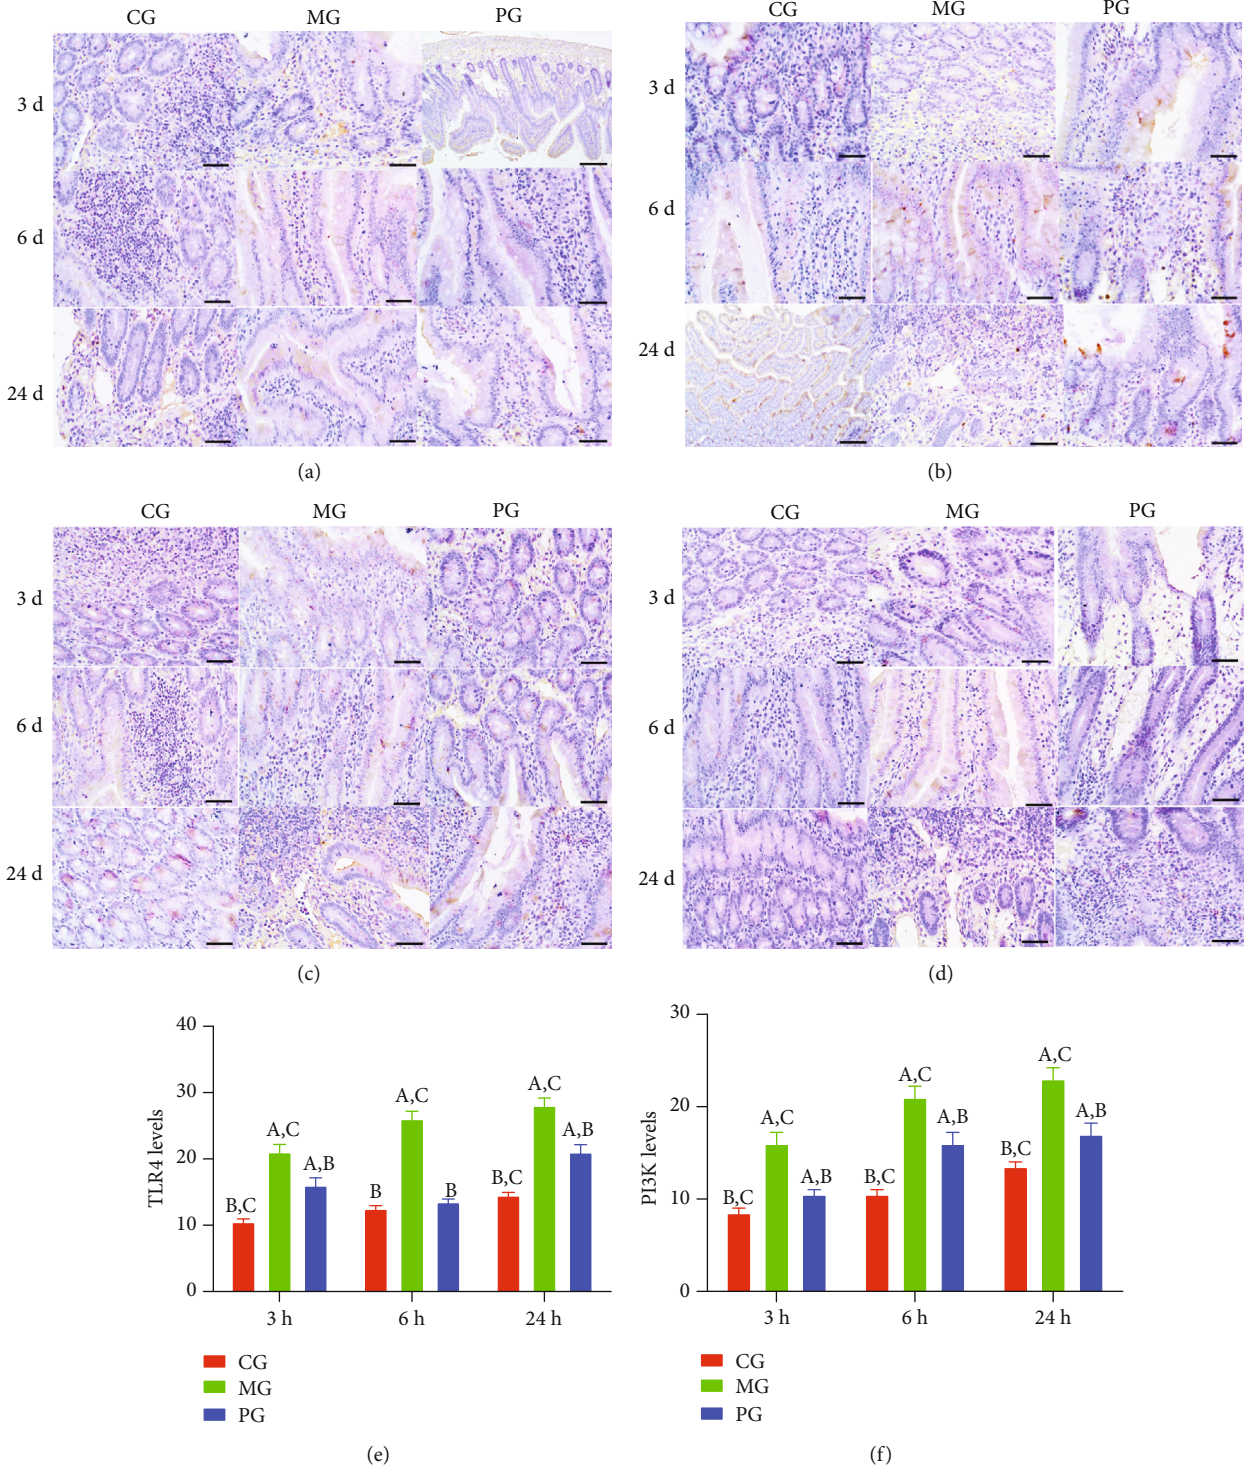 CG MG PG
3 d
6 d
24 d
(a)
CG MG PG
3 d
6 d
24 d
(b)
CG MG PG
3 d
6 d
24 d
(c)
CG MG PG
3 d
6 d
24 d
(d)
40
30
20
10
0
TLR4 levels
B,C A,C A,B
B A,C B
B,C A,C A,B
3 h 6 h 24 h
CG
MG
PG
(e)
30
20
10
0
PI3K levels
B,C A,C A,B
B,C A,C A,B
B,C A,C A,B
3 h 6 h 24 h
CG
MG
PG
(f)